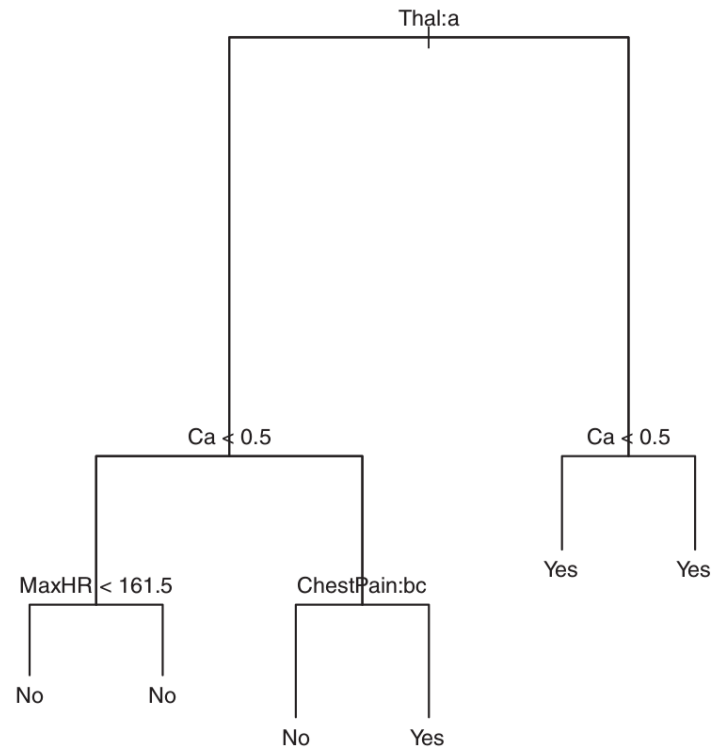 Thal:a
Ca < 0.5
Ca < 0.5
MaxHR < 161.5
ChestPain:bc
Yes
Yes
No
No
No
Yes